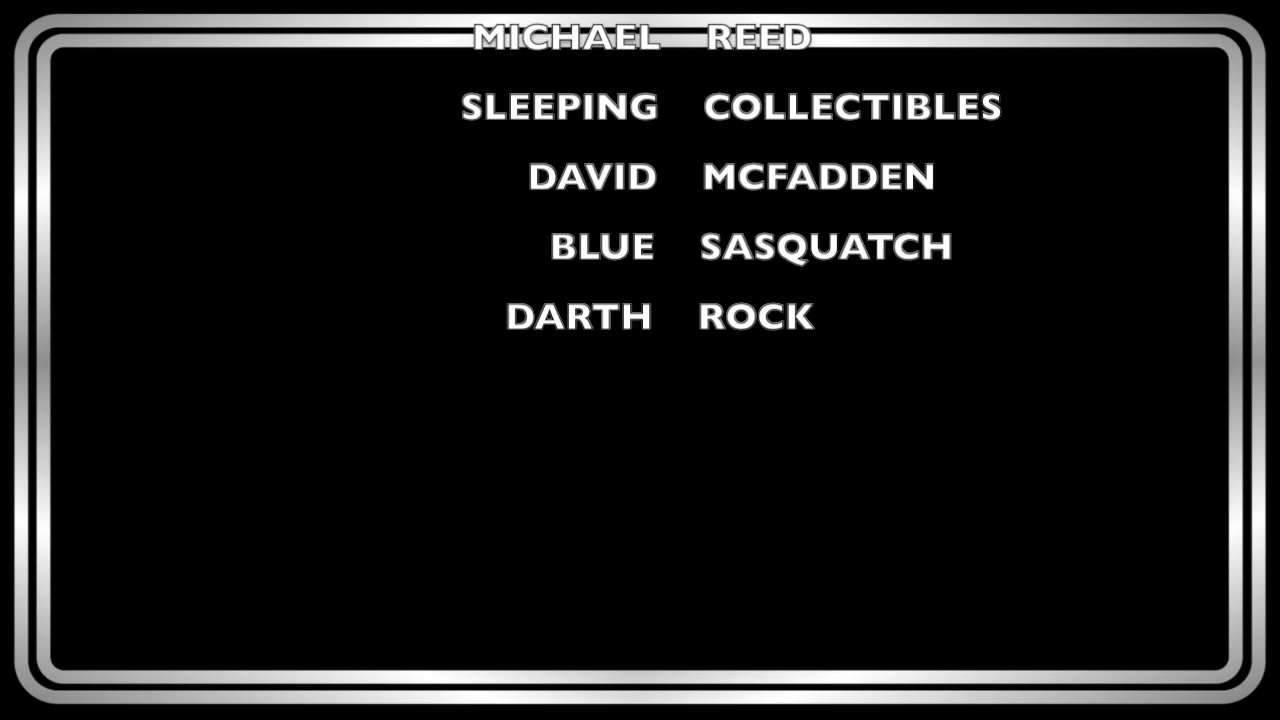 MICHAEL REED
SLEEPING COLLECTIBLES
DAVID MCFADDEN
BLUE SASQUATCH
DARTH ROCK